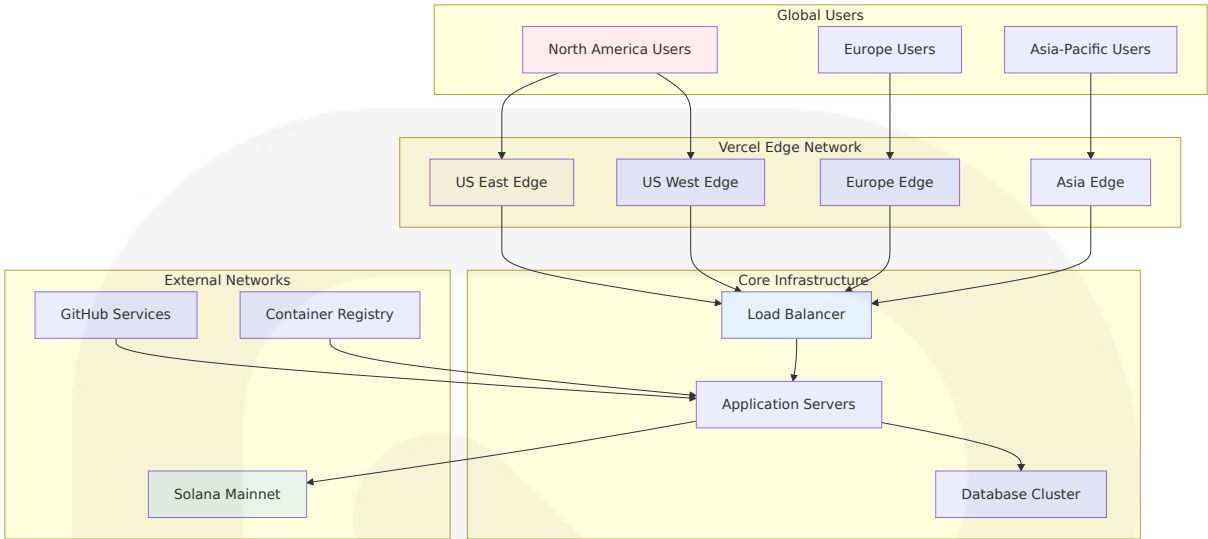 Global Users
North America Users
Europe Users
Asia-Pacific Users
Vercel Edge Network
US East Edge
US West Edge
Europe Edge
Asia Edge
External Networks
Core Infrastructure
GitHub Services
Container Registry
Load Balancer
Application Servers
Solana Mainnet
Database Cluster